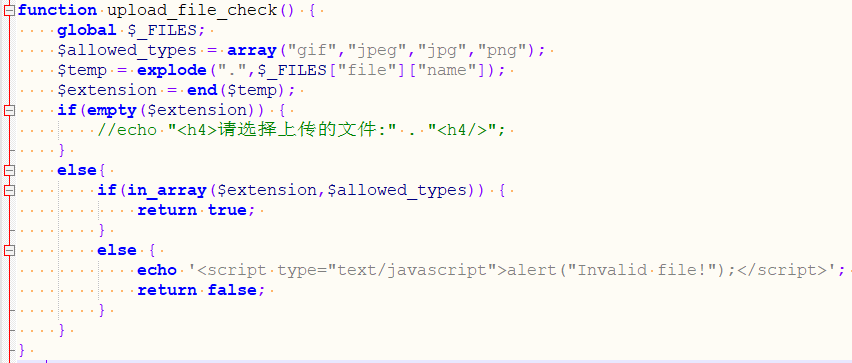 function upload_file_check() {
global $_FILES;
$allowed_types = array("gif","jpeg","jpg","png");
$temp = explode(".",$_FILES["file"]["name"]);
$extension = end($temp);
if(empty($extension)) {
//echo "<h4>请选择上传的文件:" . "<h4/>";
}
else{
if(in_array($extension,$allowed_types)) {
return true;
}
else {
echo '<script type="text/javascript">alert("Invalid file!");</script>';
return false;
}
}
}